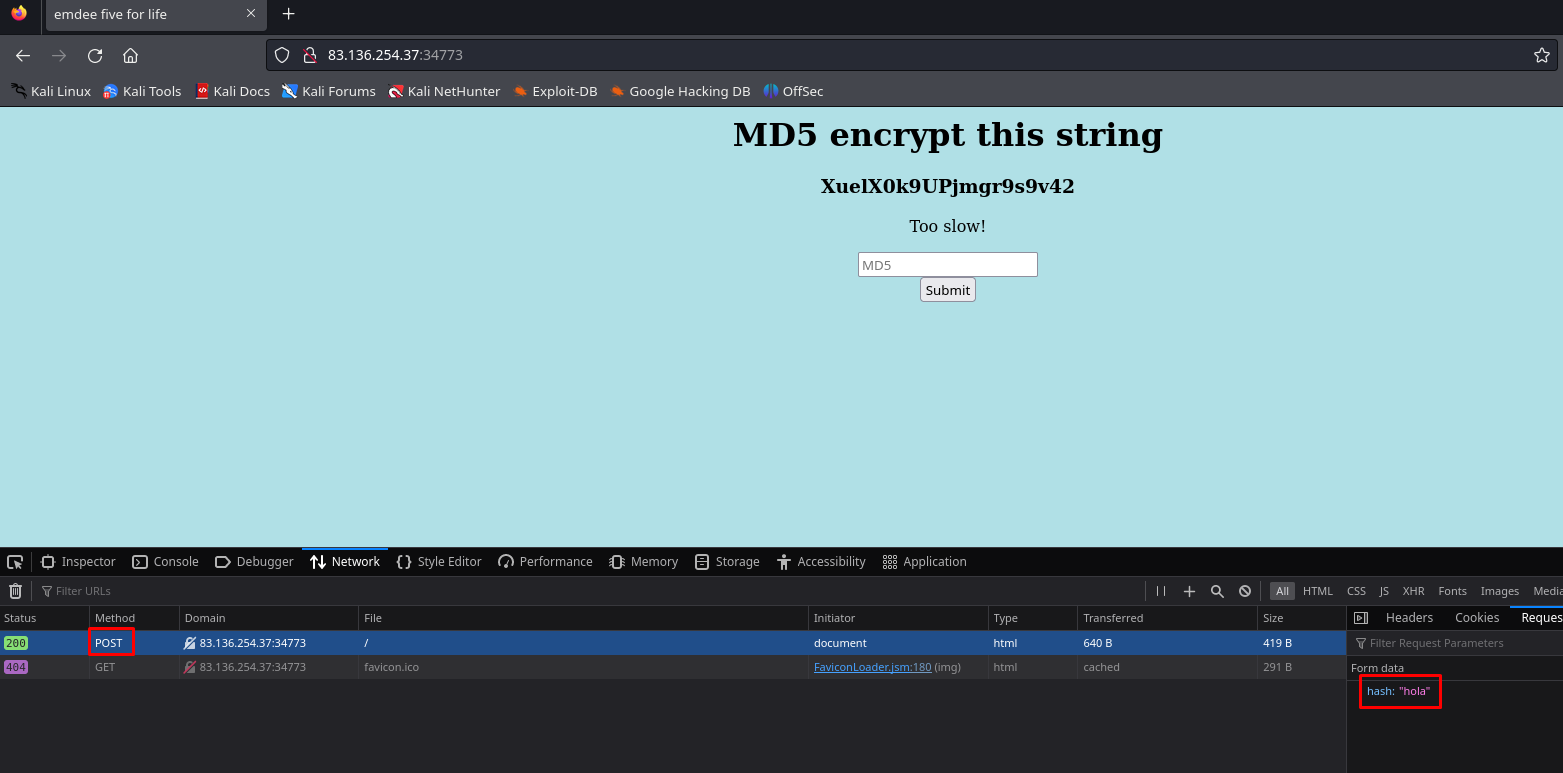 emdee five for life
83.136.254.37:34773
Kali Linux Kali Tools Kali Docs Kali Forums Kali NetHunter Exploit-DB Google Hacking DB OffSec
MD5 encrypt this string
XuelX0k9UPjmgr9s9v42
Too slow!
MD5
Submit
Inspector Console Debugger Network Style Editor Performance Memory Storage Accessibility Application
Filter URLs All HTML CSS JS XHR Fonts Images Media
Status Method Domain File Initiator Type Transferred Size Headers Cookies Reques
200 POST 83.136.254.37:34773 / document html 640 B 419 B Filter Request Parameters
404 GET 83.136.254.37:34773 favicon.ico FaviconLoader.jsm:180 (img) html cached 291 B Form data
hash: "hola"